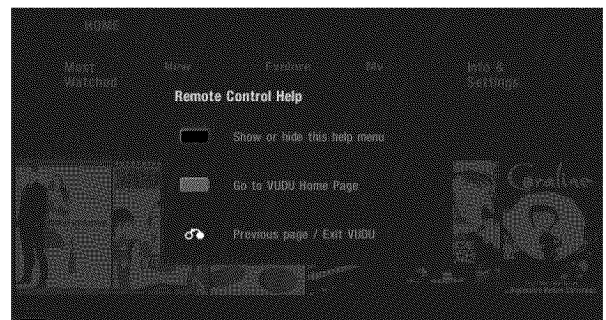 HOME
Most
Watched
New
Explore
My
Info &
Settings
Remote Control Help
Show or hide this help menu
Go to VUDU Home Page
Previous page / Exit VUDU
Coraline